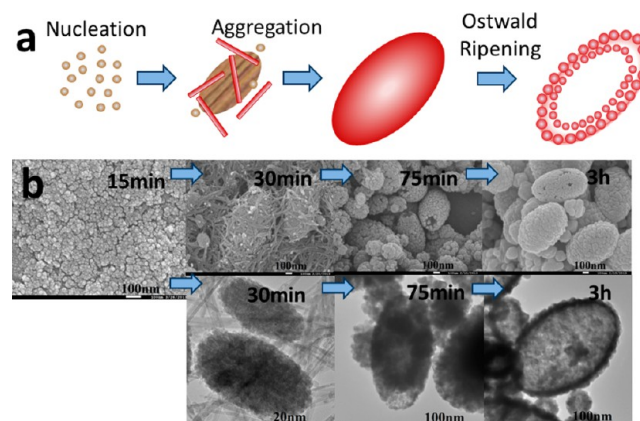 a
Nucleation
Aggregation
Ostwald
Ripening
b
15min
30min
75min
3h
100nm
100nm
100nm
100nm
30min
75min
3h
20nm
100nm
100nm